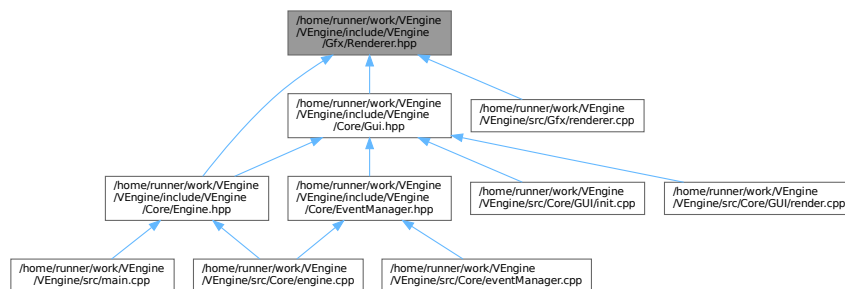 /home/runner/work/VEngine
/VEngine/include/VEngine
/Gfx/Renderer.hpp
/home/runner/work/VEngine
/VEngine/include/VEngine
/Core/Gui.hpp
/home/runner/work/VEngine
/VEngine/src/Gfx/renderer.cpp
/home/runner/work/VEngine
/VEngine/include/VEngine
/Core/Engine.hpp
/home/runner/work/VEngine
/VEngine/include/VEngine
/Core/EventManager.hpp
/home/runner/work/VEngine
/VEngine/src/Core/GUI/init.cpp
/home/runner/work/VEngine
/VEngine/src/Core/GUI/render.cpp
/home/runner/work/VEngine
/VEngine/src/main.cpp
/home/runner/work/VEngine
/VEngine/src/Core/engine.cpp
/home/runner/work/VEngine
/VEngine/src/Core/eventManager.cpp